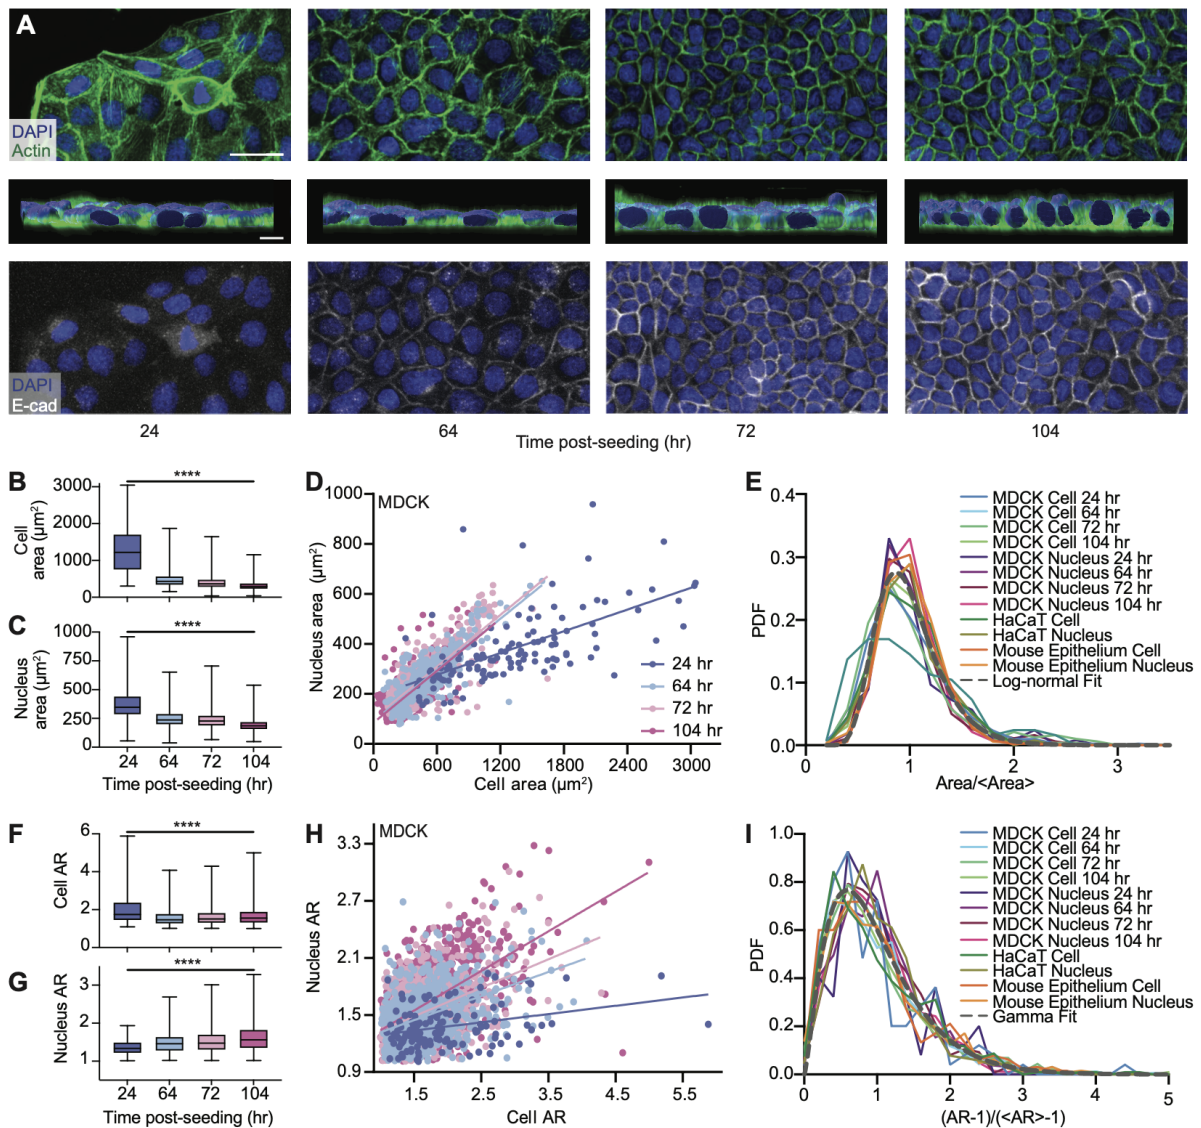 A
DAPI
Actin
DAPI
E-cad
24
64
72
104
Time post-seeding (hr)
B
****
Cell
area (µm²)
3000
2000
1000
0
C
****
Nucleus
area (µm²)
1000
750
500
250
0
24 64 72 104
Time post-seeding (hr)
D
MDCK
Nucleus area (µm²)
1000
800
600
400
200
0
24 hr
64 hr
72 hr
104 hr
0 600 1200 1800 2400 3000
Cell area (µm²)
E
PDF
0.4
0.3
0.2
0.1
0.0
MDCK Cell 24 hr
MDCK Cell 64 hr
MDCK Cell 72 hr
MDCK Cell 104 hr
MDCK Nucleus 24 hr
MDCK Nucleus 64 hr
MDCK Nucleus 72 hr
MDCK Nucleus 104 hr
HaCaT Cell
HaCaT Nucleus
Mouse Epithelium Cell
Mouse Epithelium Nucleus
Log-normal Fit
0 1 2 3
Area/<Area>
F
****
Cell AR
6
4
2
0
G
****
Nucleus AR
3
2
1
24 64 72 104
Time post-seeding (hr)
H
MDCK
Nucleus AR
3.3
2.7
2.1
1.5
0.9
1.5 2.5 3.5 4.5 5.5
Cell AR
I
PDF
1.0
0.8
0.6
0.4
0.2
0.0
MDCK Cell 24 hr
MDCK Cell 64 hr
MDCK Cell 72 hr
MDCK Cell 104 hr
MDCK Nucleus 24 hr
MDCK Nucleus 64 hr
MDCK Nucleus 72 hr
MDCK Nucleus 104 hr
HaCaT Cell
HaCaT Nucleus
Mouse Epithelium Cell
Mouse Epithelium Nucleus
Gamma Fit
0 1 2 3 4 5
(AR-1)/(<AR>-1)